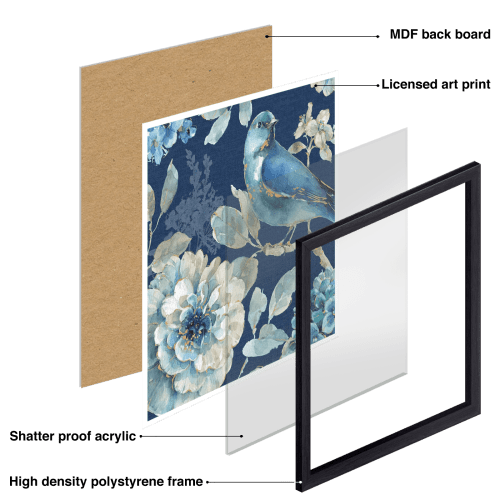 MDF back board
Licensed art print
Shatter proof acrylic
High density polystyrene frame